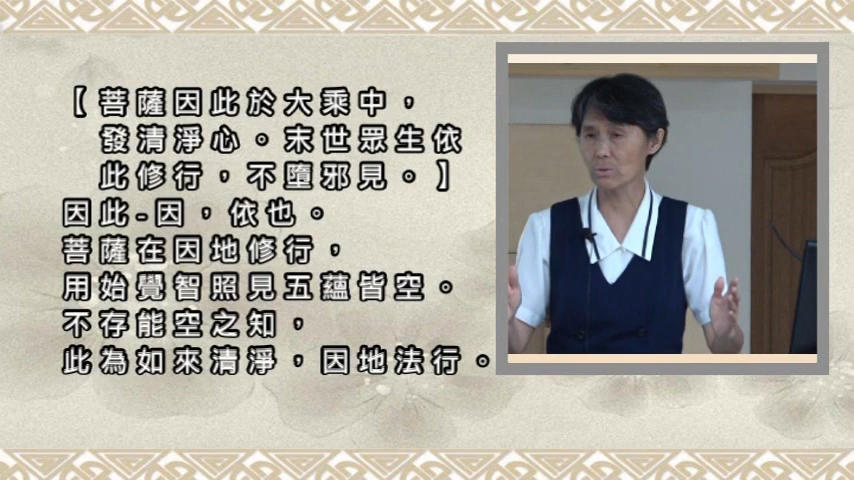 【菩薩因此於大乘中，
發清淨心。末世眾生依
此修行，不墮邪見。】
因此-因，依也。
菩薩在因地修行，
用始覺智照見五蘊皆空。
不存能空之知，
此為如來清淨，因地法行。